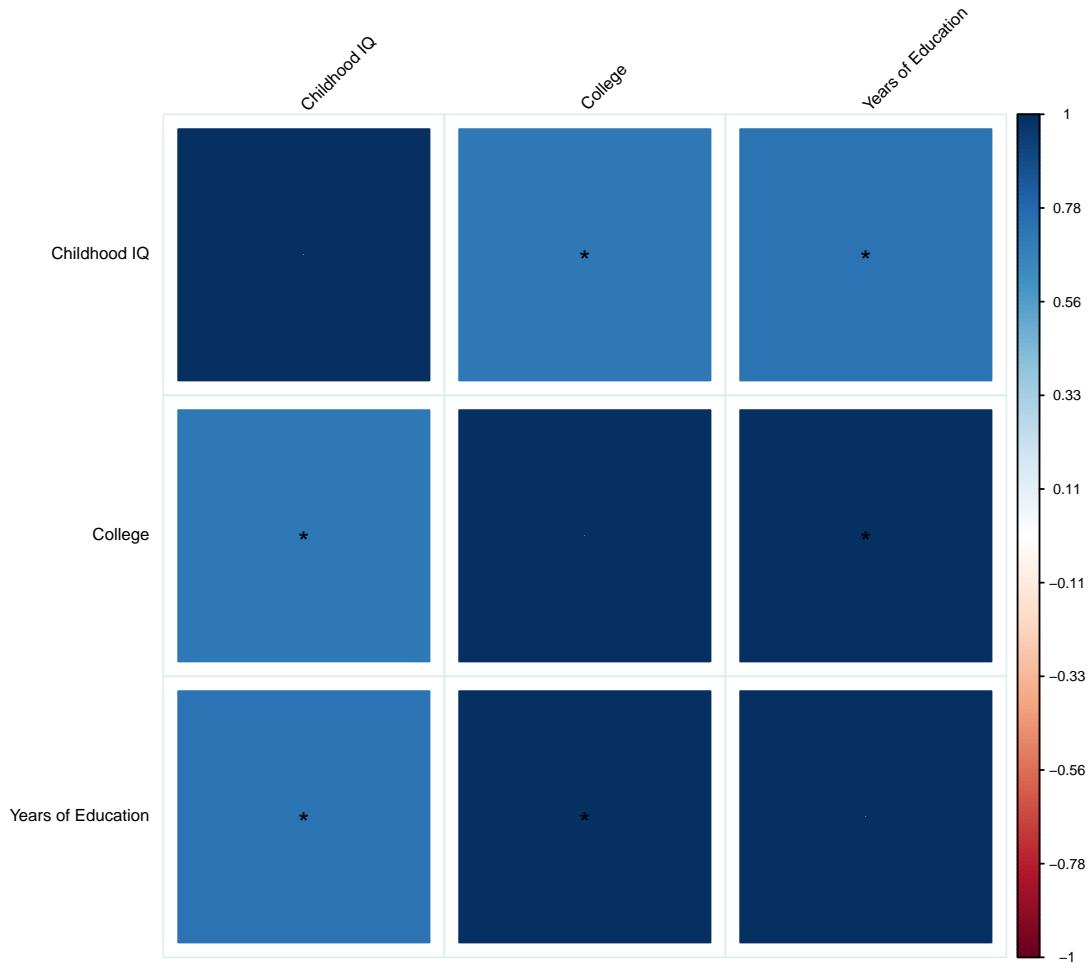 Childhood IQ
College
Years of Education
Childhood IQ
*
*
College
*
*
Years of Education
*
*
1
0.78
0.56
0.33
0.11
−0.11
−0.33
−0.56
−0.78
−1